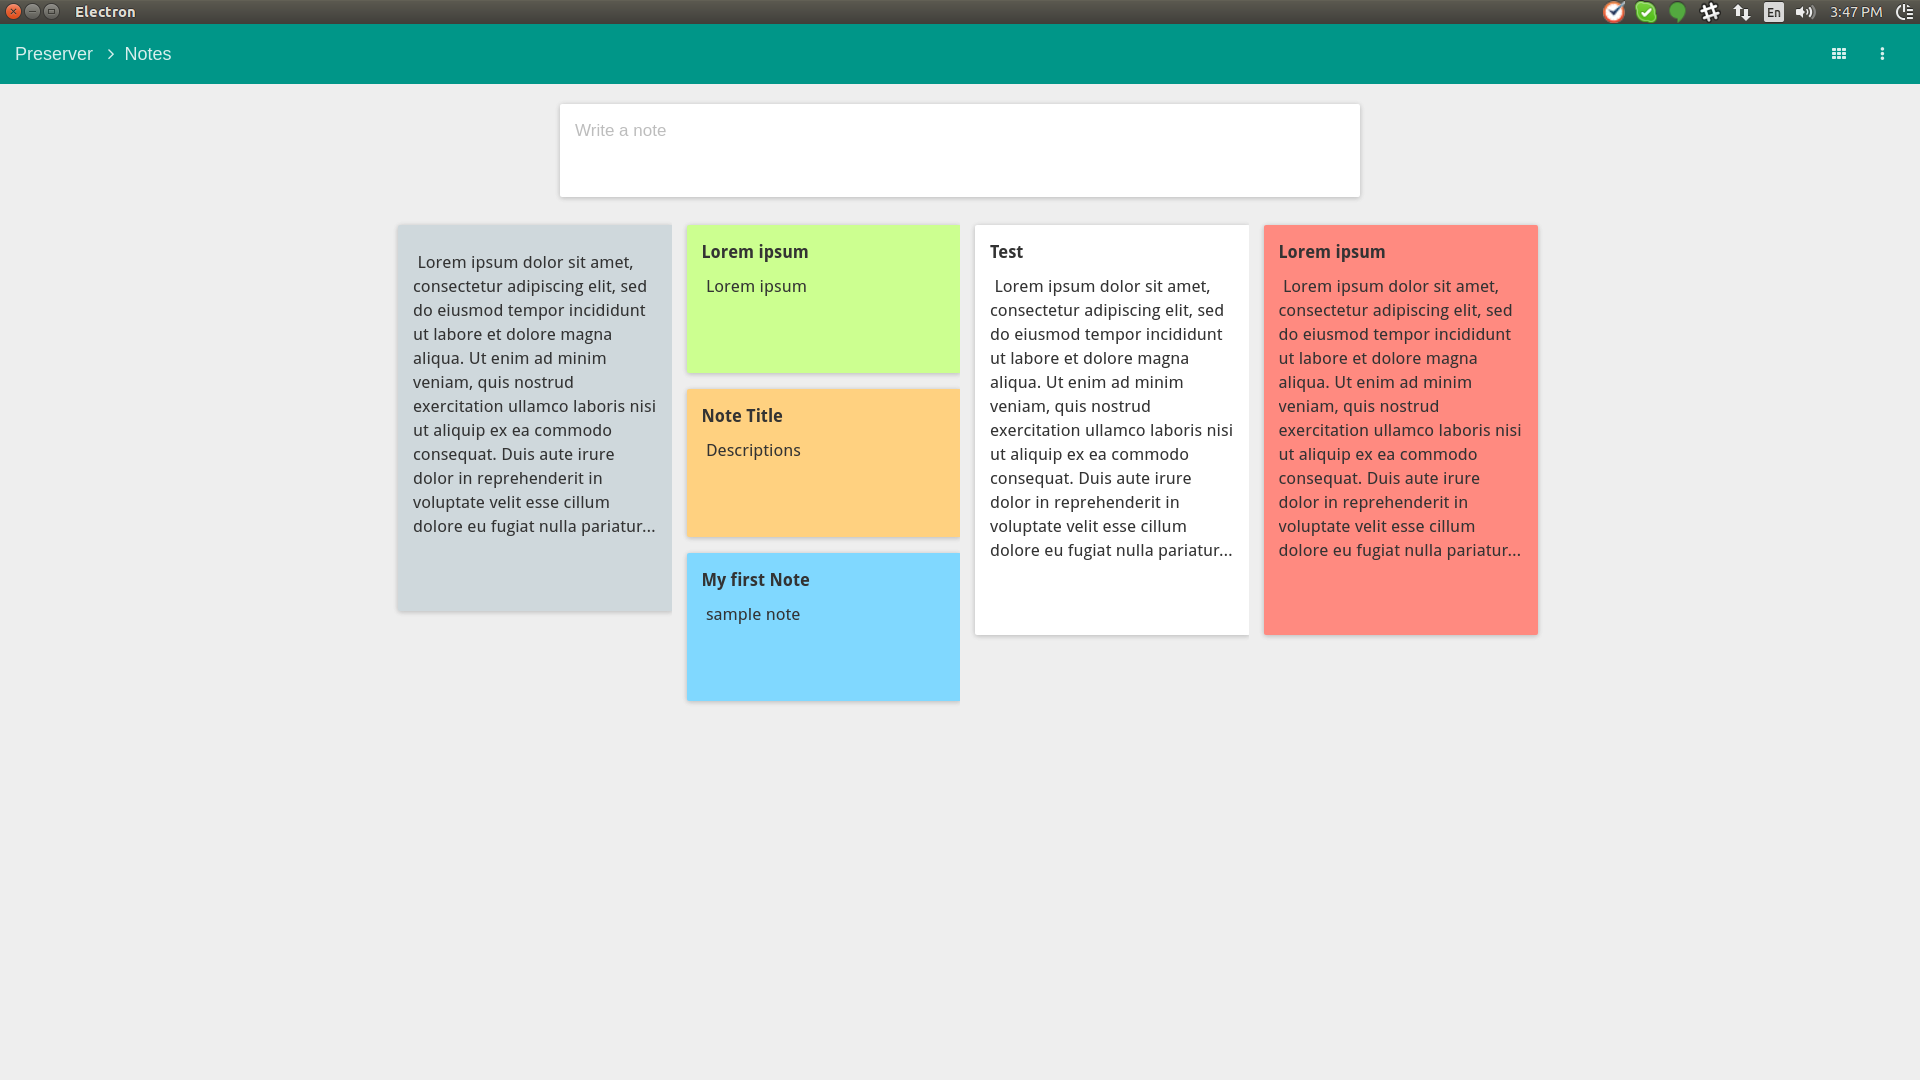 Electron
En
3:47 PM
Preserver > Notes
Write a note
Lorem ipsum dolor sit amet,
consectetur adipiscing elit, sed
do eiusmod tempor incididunt
ut labore et dolore magna
aliqua. Ut enim ad minim
veniam, quis nostrud
exercitation ullamco laboris nisi
ut aliquip ex ea commodo
consequat. Duis aute irure
dolor in reprehenderit in
voluptate velit esse cillum
dolore eu fugiat nulla pariatur...
Lorem ipsum
Lorem ipsum
Note Title
Descriptions
My first Note
sample note
Test
Lorem ipsum dolor sit amet,
consectetur adipiscing elit, sed
do eiusmod tempor incididunt
ut labore et dolore magna
aliqua. Ut enim ad minim
veniam, quis nostrud
exercitation ullamco laboris nisi
ut aliquip ex ea commodo
consequat. Duis aute irure
dolor in reprehenderit in
voluptate velit esse cillum
dolore eu fugiat nulla pariatur...
Lorem ipsum
Lorem ipsum dolor sit amet,
consectetur adipiscing elit, sed
do eiusmod tempor incididunt
ut labore et dolore magna
aliqua. Ut enim ad minim
veniam, quis nostrud
exercitation ullamco laboris nisi
ut aliquip ex ea commodo
consequat. Duis aute irure
dolor in reprehenderit in
voluptate velit esse cillum
dolore eu fugiat nulla pariatur...